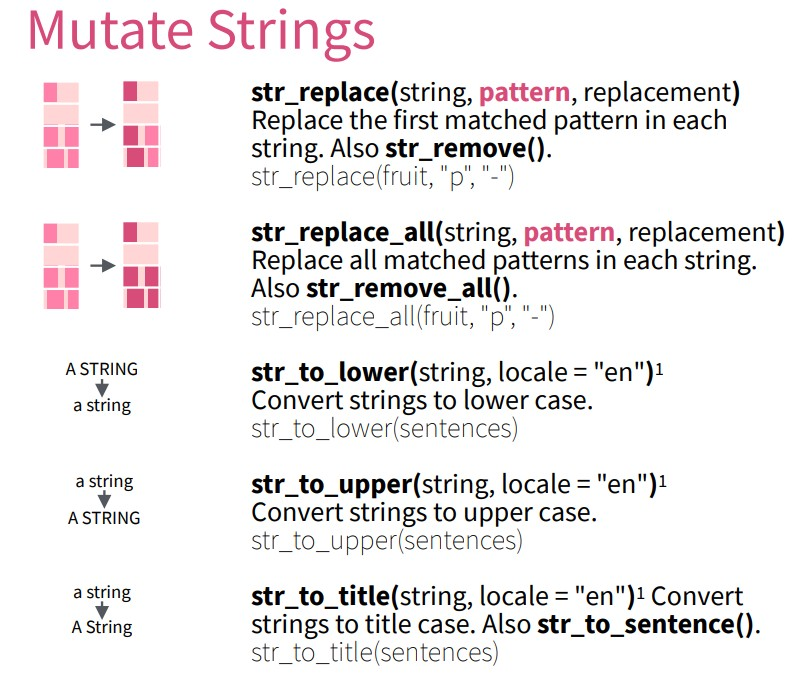 Mutate Strings
str_replace(string, pattern, replacement)
Replace the first matched pattern in each
string. Also str_remove().
str_replace(fruit, "p", "-")
str_replace_all(string, pattern, replacement)
Replace all matched patterns in each string.
Also str_remove_all().
str_replace_all(fruit, "p", "-")
A STRING
a string
str_to_lower(string, locale = "en")¹
Convert strings to lower case.
str_to_lower(sentences)
a string
A STRING
str_to_upper(string, locale = "en")¹
Convert strings to upper case.
str_to_upper(sentences)
a string
A String
str_to_title(string, locale = "en")¹ Convert
strings to title case. Also str_to_sentence().
str_to_title(sentences)